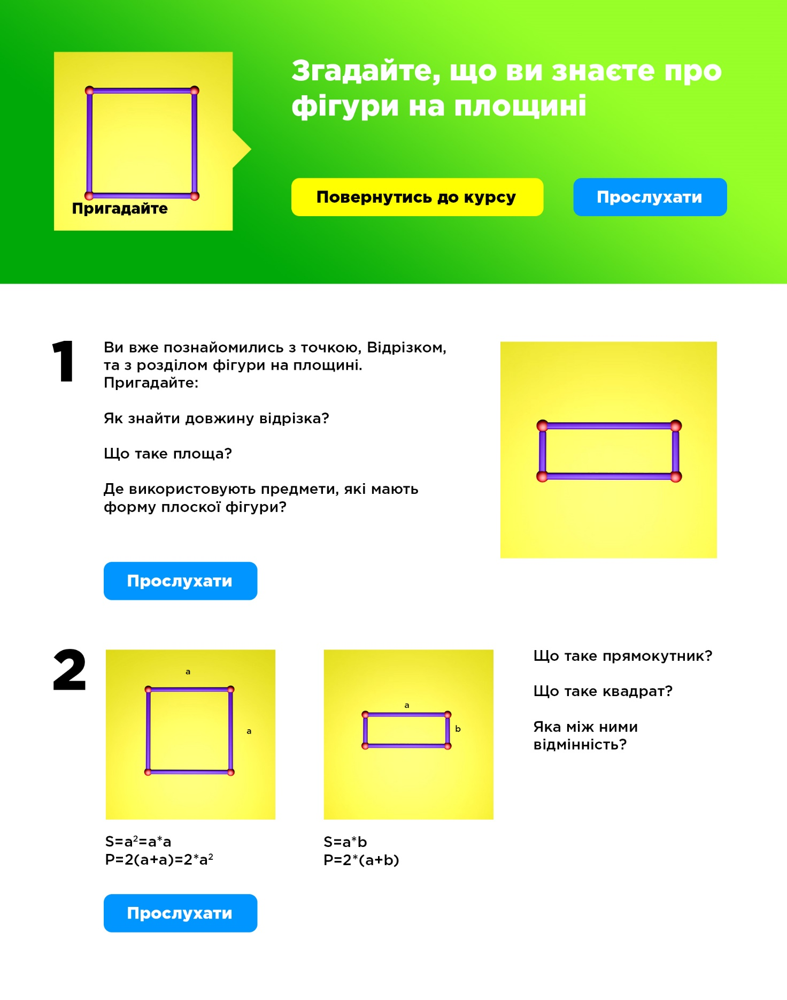 Згадайте, що ви знаєте про
фігури на площині
Пригадайте
Повернутись до курсу
Прослухати
1
Ви вже познайомились з точкою, Відрізком,
та з розділом фігури на площині.
Пригадайте:
Як знайти довжину відрізка?
Що таке площа?
Де використовують предмети, які мають
форму плоскої фігури?
Прослухати
2
a
a
a
b
S=a²=a*a
P=2(a+a)=2*a²
S=a*b
P=2*(a+b)
Що таке прямокутник?
Що таке квадрат?
Яка між ними
відмінність?
Прослухати